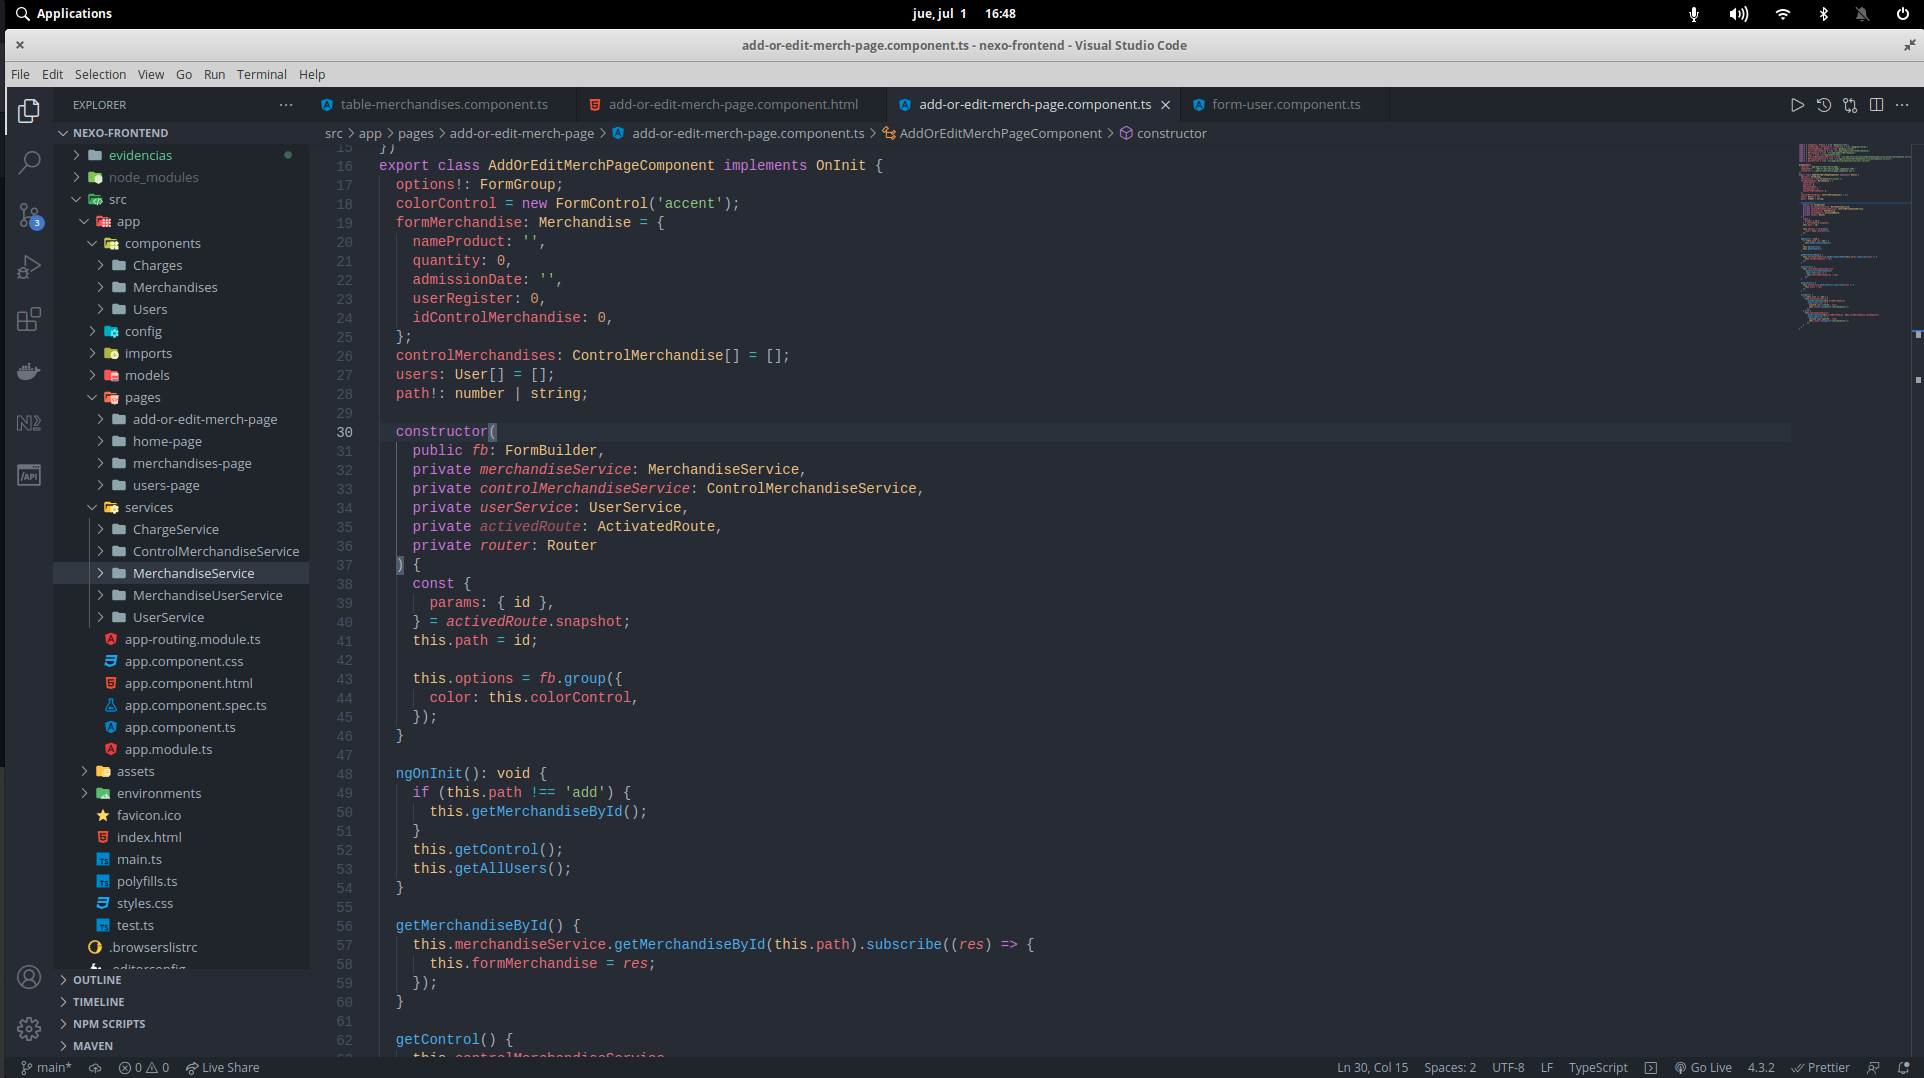 Applications
jue, jul 1 16:48
add-or-edit-merch-page.component.ts - nexo-frontend - Visual Studio Code
File Edit Selection View Go Run Terminal Help
EXPLORER
table-merchandises.component.ts
add-or-edit-merch-page.component.html
add-or-edit-merch-page.component.ts
form-user.component.ts
src > app > pages > add-or-edit-merch-page > add-or-edit-merch-page.component.ts > AddOrEditMerchPageComponent > constructor
NEXO-FRONTEND
evidencias
node_modules
src
app
components
Charges
Merchandises
Users
config
imports
models
pages
add-or-edit-merch-page
home-page
merchandises-page
users-page
services
ChargeService
ControlMerchandiseService
MerchandiseService
MerchandiseUserService
UserService
app-routing.module.ts
app.component.css
app.component.html
app.component.spec.ts
app.component.ts
app.module.ts
assets
environments
favicon.ico
index.html
main.ts
polyfills.ts
styles.css
test.ts
.browserslistrc
.editorconfig
OUTLINE
TIMELINE
NPM SCRIPTS
MAVEN
3
/API
15 })
16 export class AddOrEditMerchPageComponent implements OnInit {
17 options!: FormGroup;
18 colorControl = new FormControl('accent');
19 formMerchandise: Merchandise = {
20 nameProduct: '',
21 quantity: 0,
22 admissionDate: '',
23 userRegister: 0,
24 idControlMerchandise: 0,
25 };
26 controlMerchandises: ControlMerchandise[] = [];
27 users: User[] = [];
28 path!: number | string;
29
30 constructor(
31 public fb: FormBuilder,
32 private merchandiseService: MerchandiseService,
33 private controlMerchandiseService: ControlMerchandiseService,
34 private userService: UserService,
35 private activedRoute: ActivatedRoute,
36 private router: Router
37 ) {
38 const {
39 params: { id },
40 } = activedRoute.snapshot;
41 this.path = id;
42
43 this.options = fb.group({
44 color: this.colorControl,
45 });
46 }
47
48 ngOnInit(): void {
49 if (this.path !== 'add') {
50 this.getMerchandiseById();
51 }
52 this.getControl();
53 this.getAllUsers();
54 }
55
56 getMerchandiseById() {
57 this.merchandiseService.getMerchandiseById(this.path).subscribe((res) => {
58 this.formMerchandise = res;
59 });
60 }
61
62 getControl() {
63 this.controlMerchandiseService
main* 0 0 Live Share
Ln 30, Col 15 Spaces: 2 UTF-8 LF TypeScript Go Live 4.3.2 Prettier